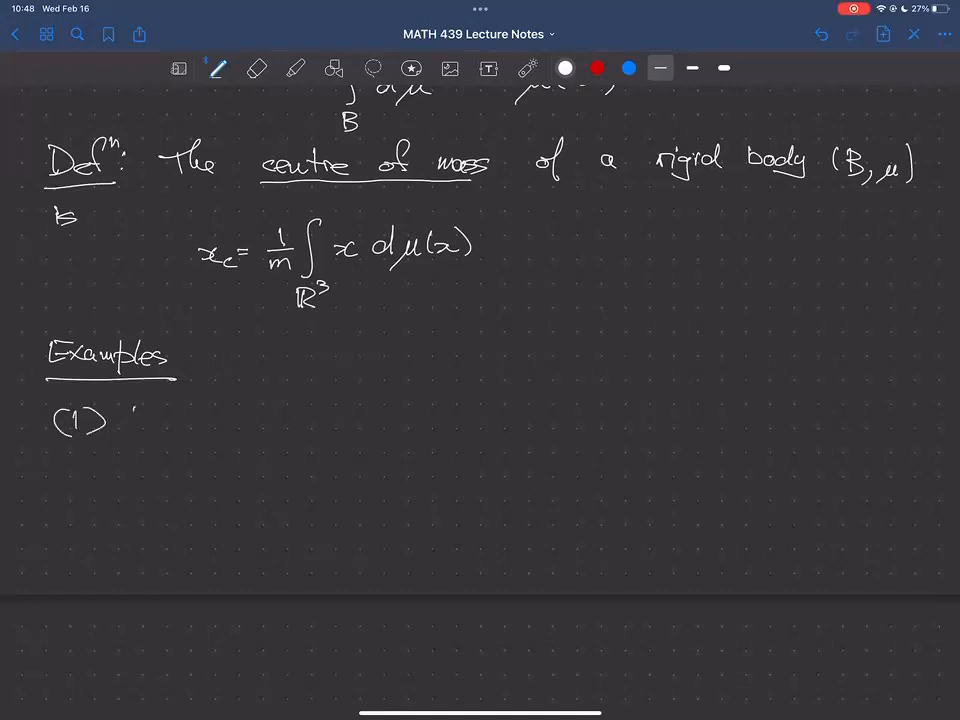 10:48 Wed Feb 16
27%
MATH 439 Lecture Notes
B
Defⁿ: The centre of mass of a rigid body (B, μ)
is
x_c = 1/m ∫_{ℝ³} x dμ(x)
Examples
(1)